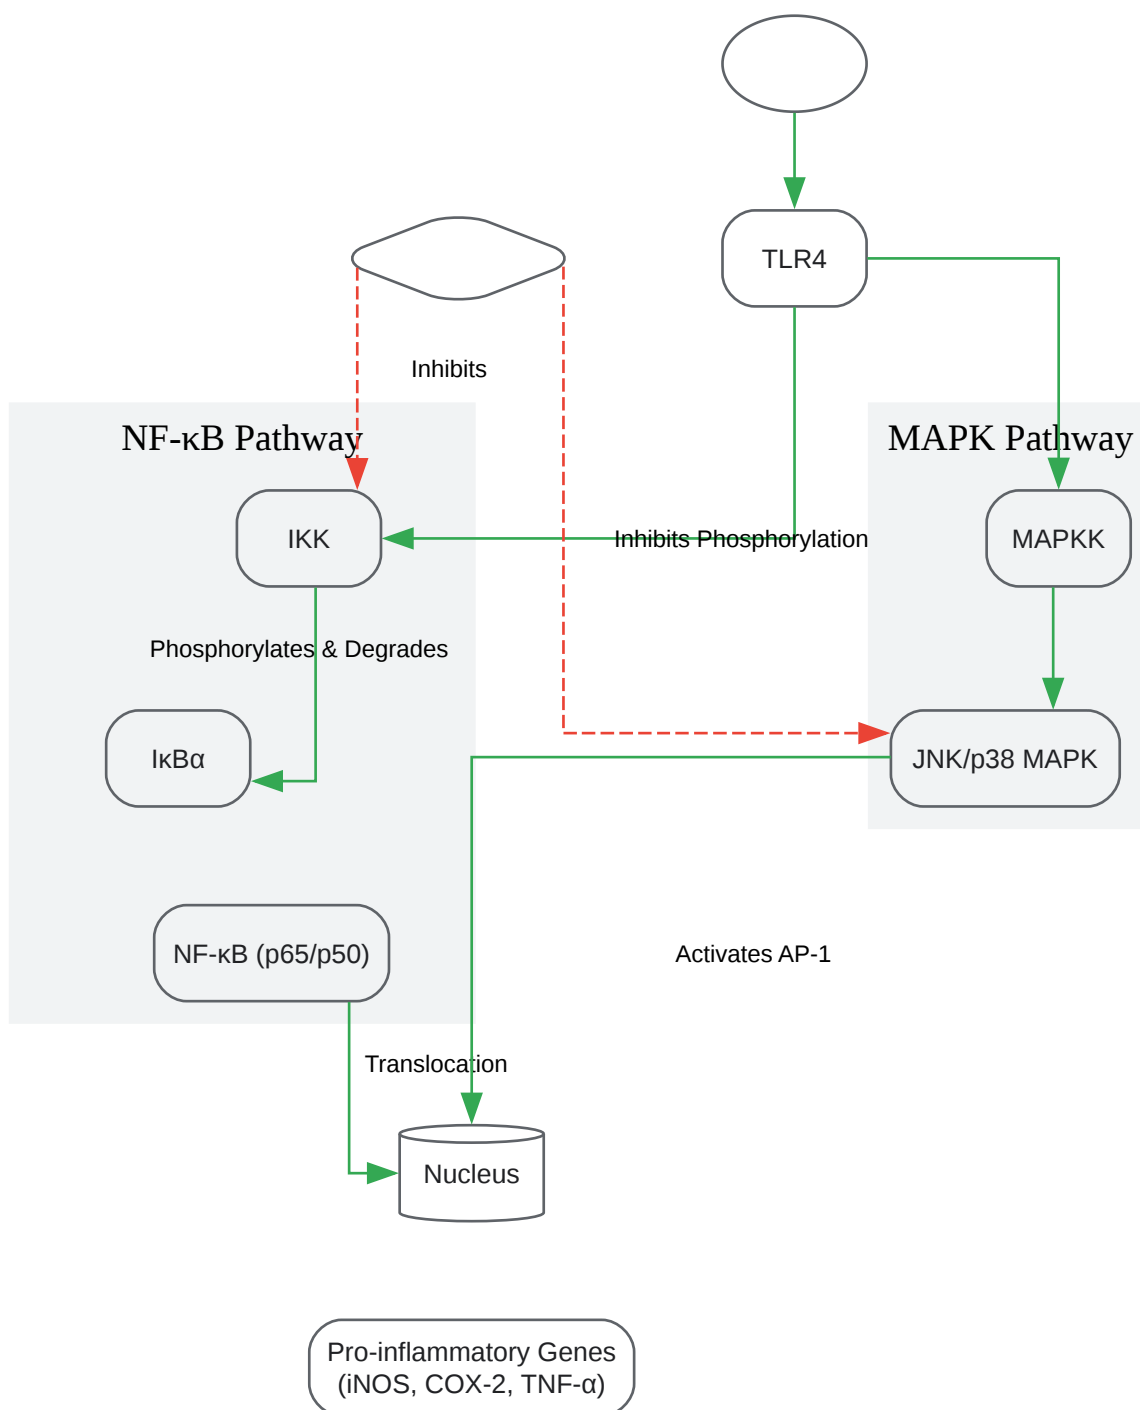 TLR4
Inhibits
NF-κB Pathway
MAPK Pathway
IKK
Inhibits Phosphorylation
MAPKK
Phosphorylates & Degrades
IκBα
JNK/p38 MAPK
NF-κB (p65/p50)
Activates AP-1
Translocation
Nucleus
Pro-inflammatory Genes
(iNOS, COX-2, TNF-α)